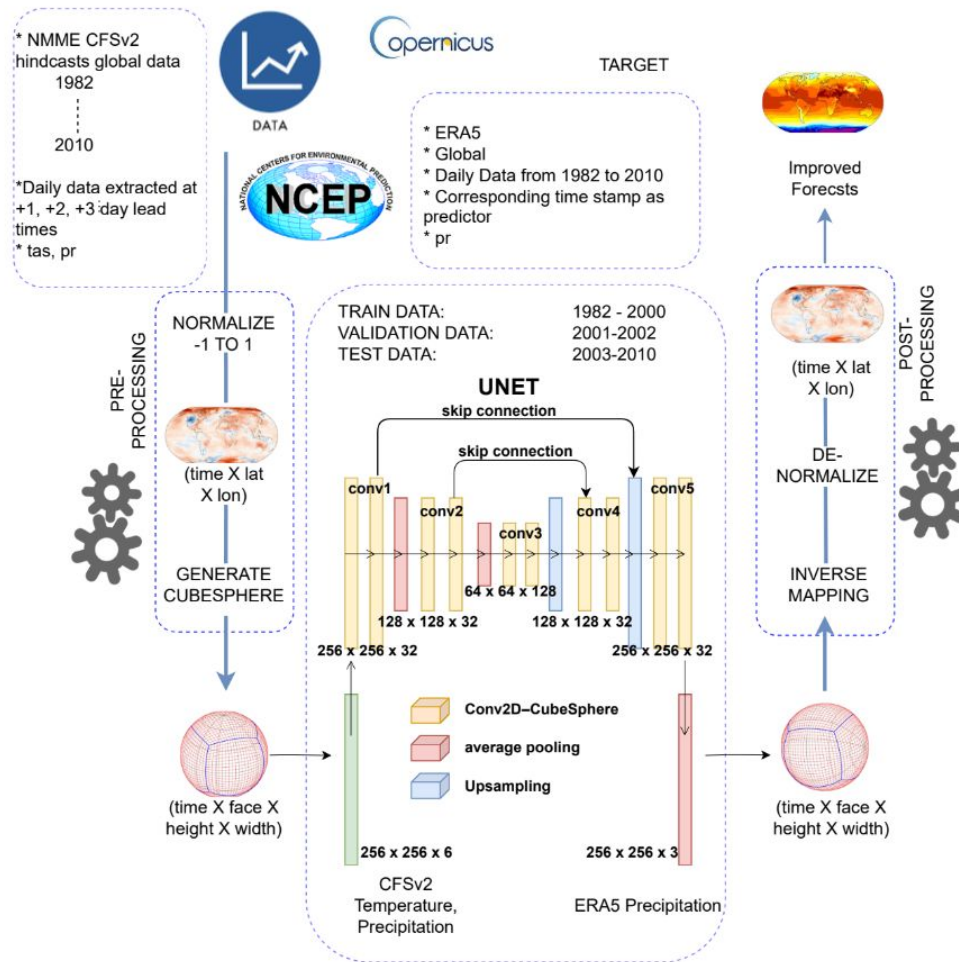 * NMME CFSv2
hindcasts global data
1982
2010
*Daily data extracted at
+1, +2, +3 day lead
times
* tas, pr
DATA
Copernicus
NATIONAL CENTERS FOR ENVIRONMENTAL PREDICTION
NCEP
TARGET
* ERA5
* Global
* Daily Data from 1982 to 2010
* Corresponding time stamp as
predictor
* pr
Improved
Forecsts
PRE-
PROCESSING
NORMALIZE
-1 TO 1
(time X lat
X lon)
GENERATE
CUBESPHERE
(time X face X
height X width)
TRAIN DATA: 1982 - 2000
VALIDATION DATA: 2001-2002
TEST DATA: 2003-2010
UNET
skip connection
skip connection
conv1
conv2
conv3
conv4
conv5
64 x 64 x 128
128 x 128 x 32
128 x 128 x 32
256 x 256 x 32
256 x 256 x 32
Conv2D–CubeSphere
average pooling
Upsampling
256 x 256 x 6
256 x 256 x 3
CFSv2
Temperature,
Precipitation
ERA5 Precipitation
POST-
PROCESSING
(time X lat
X lon)
DE-
NORMALIZE
INVERSE
MAPPING
(time X face X
height X width)